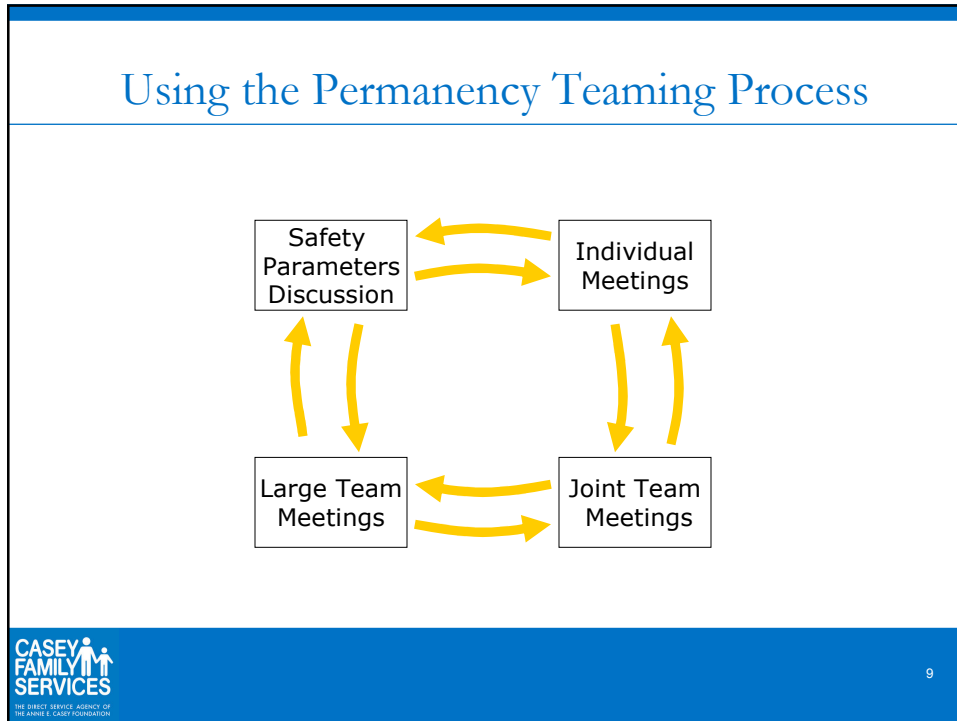 Using the Permanency Teaming Process
Safety
Parameters
Discussion
Individual
Meetings
Large Team
Meetings
Joint Team
Meetings
CASEY
FAMILY
SERVICES
THE DIRECT SERVICE AGENCY OF
THE ANNIE E. CASEY FOUNDATION
9